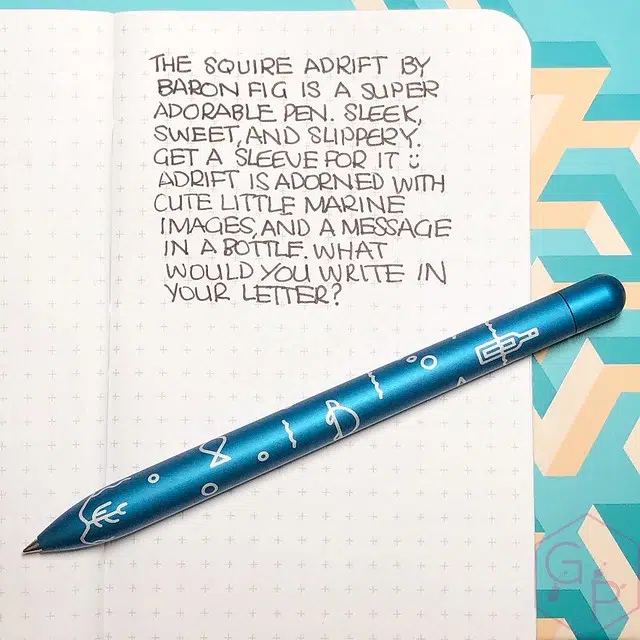 THE SQUIRE ADRIFT BY
BARON FIG IS A SUPER
ADORABLE PEN. SLEEK,
SWEET, AND SLIPPERY.
GET A SLEEVE FOR IT :)
ADRIFT IS ADORNED WITH
CUTE LITTLE MARINE
IMAGES, AND A MESSAGE
IN A BOTTLE. WHAT
WOULD YOU WRITE IN
YOUR LETTER?
GP